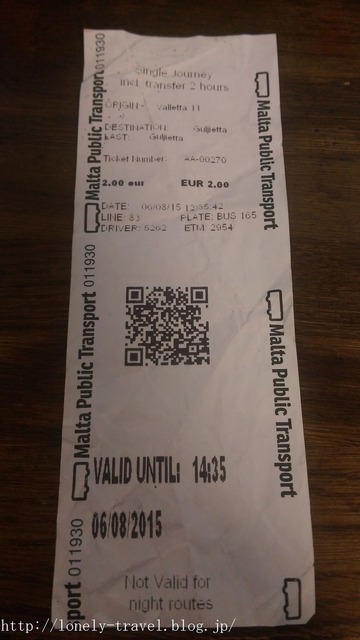 Single Journey
incl. transfer 2 hours
ORIGIN: Valletta 11
DESTINATION: Guljetta
LAST: Guljetta
Ticket Number: AA-00270
2.00 eur EUR 2.00
DATE: 06/08/15 12:35:42
LINE: 83 PLATE: BUS 165
DRIVER: 5262 ETM: 2954
VALID UNTIL: 14:35
06/08/2015
Not Valid for
night routes
Malta Public Transport 011930
Malta Public Transport 011930
port 011930
Malta Public Transport
Malta Public Transport
http://lonely-travel.blog.jp/